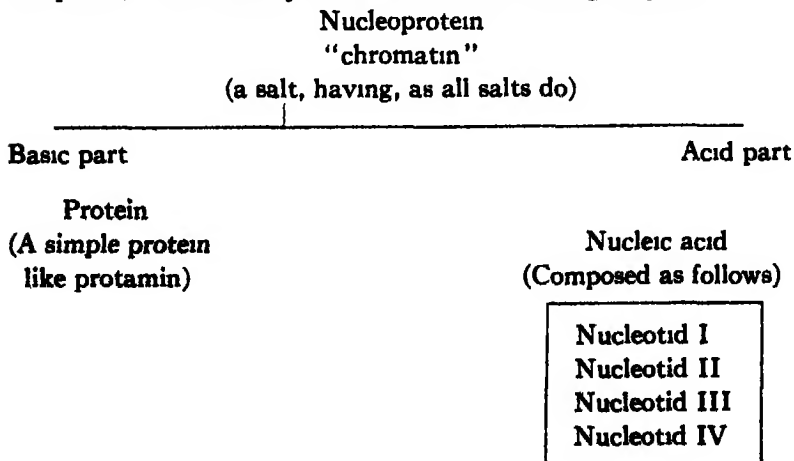 Nucleoprotein
"chromatin"
(a salt, having, as all salts do)
Basic part Acid part
Protein
(A simple protein
like protamin)
Nucleic acid
(Composed as follows)
Nucleotid I
Nucleotid II
Nucleotid III
Nucleotid IV